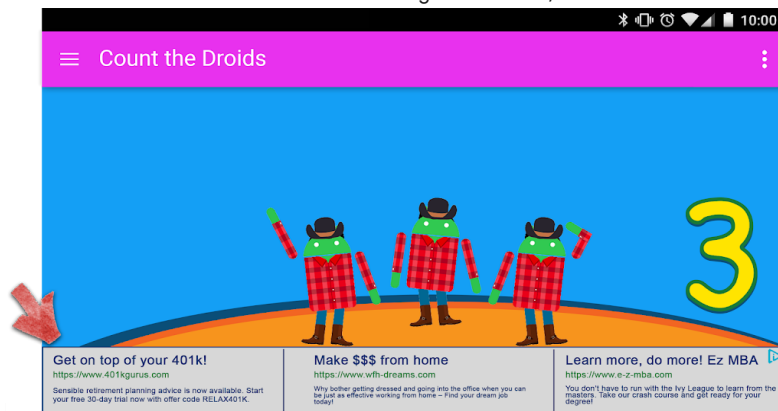 10:00
Count the Droids
3
Get on top of your 401k!
https://www.401kgurus.com
Sensible retirement planning advice is now available. Start
your free 30-day trial now with offer code RELAX401K.
Make $$$ from home
https://www.wfh-dreams.com
Why bother getting dressed and going into the office when you can
be just as effective working from home – Find your dream job
today!
Learn more, do more! Ez MBA
https://www.e-z-mba.com
You don't have to run with the Ivy League to learn from the
masters. Take our crash course and get ready for your
degree!